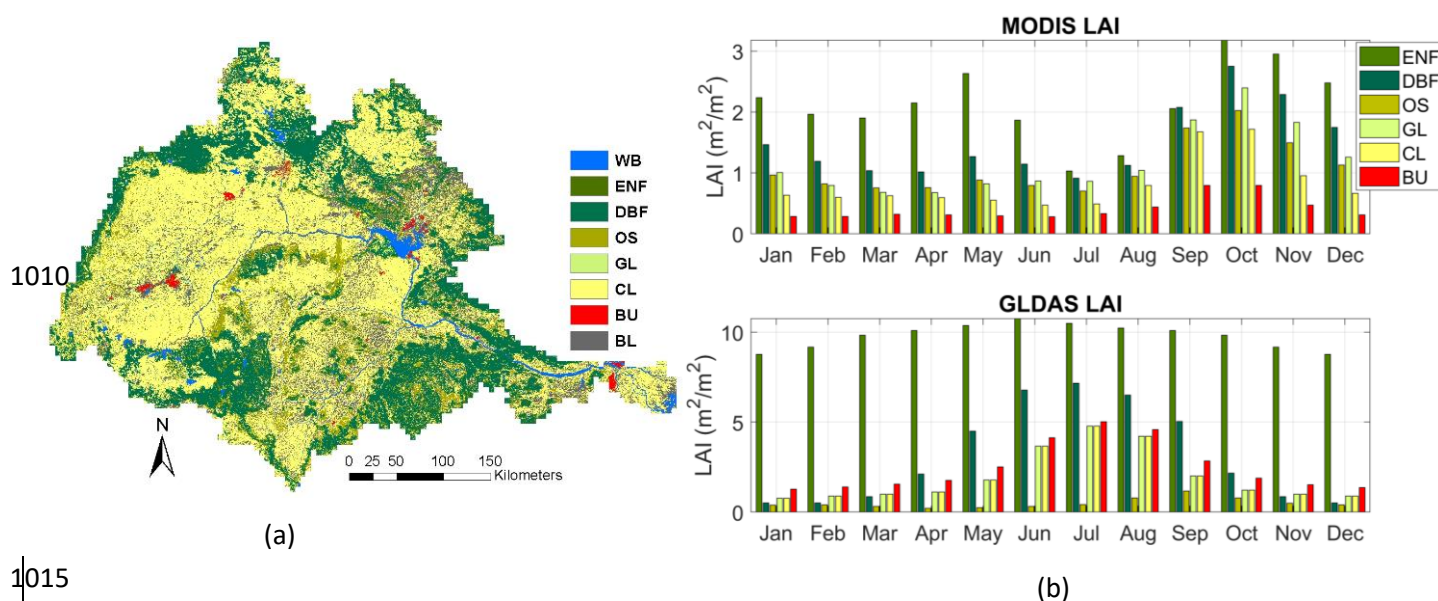 WB
ENF
DBF
OS
GL
CL
BU
BL
1010
N
0 25 50 100 150
Kilometers
(a)
1015
MODIS LAI
LAI (m²/m²)
3
2
1
0
Jan Feb Mar Apr May Jun Jul Aug Sep Oct Nov Dec
ENF
DBF
OS
GL
CL
BU
GLDAS LAI
LAI (m²/m²)
10
5
0
Jan Feb Mar Apr May Jun Jul Aug Sep Oct Nov Dec
(b)